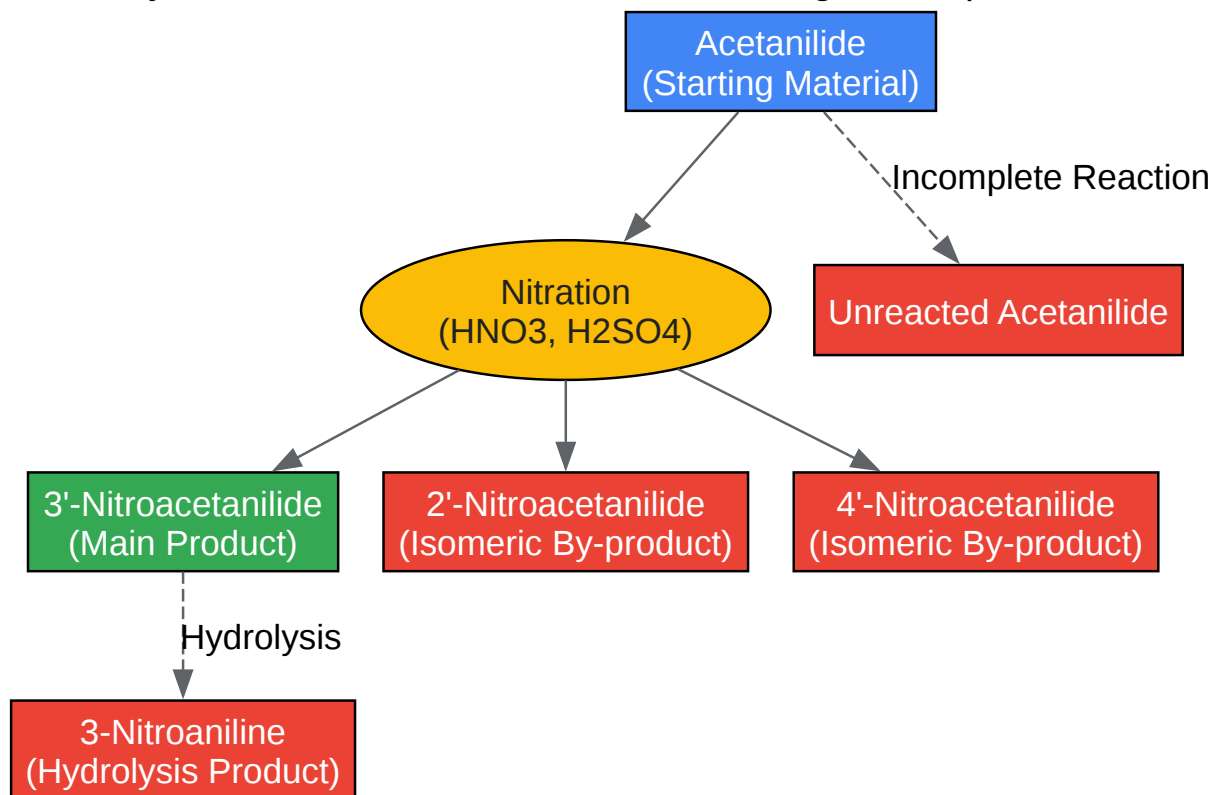 Acetanilide
(Starting Material)
Incomplete Reaction
Nitration
(HNO3, H2SO4)
Unreacted Acetanilide
3'-Nitroacetanilide
(Main Product)
2'-Nitroacetanilide
(Isomeric By-product)
4'-Nitroacetanilide
(Isomeric By-product)
Hydrolysis
3-Nitroaniline
(Hydrolysis Product)